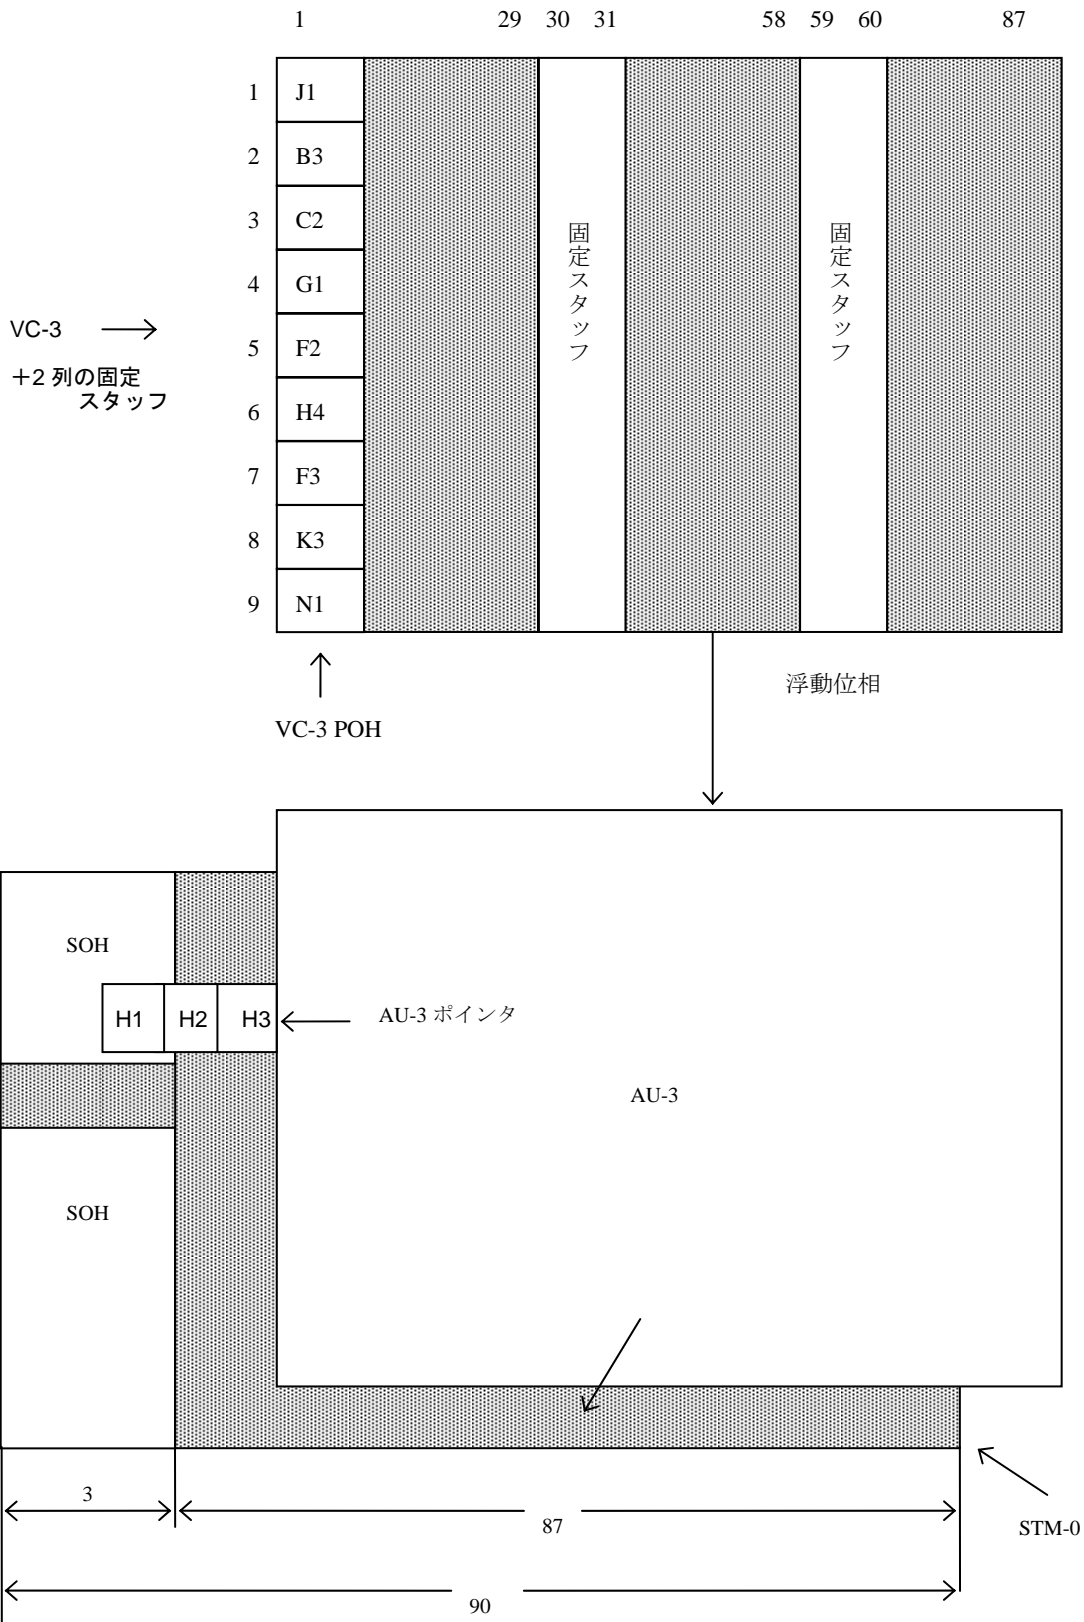 1 29 30 31 58 59 60 87
1 J1
2 B3
3 C2
4 G1
5 F2
6 H4
7 F3
8 K3
9 N1
固定スタッフ
固定スタッフ
VC-3
+2 列の固定
スタッフ
VC-3 POH
浮動位相
SOH
H1 H2 H3
AU-3 ポインタ
AU-3
SOH
3
87
STM-0
90